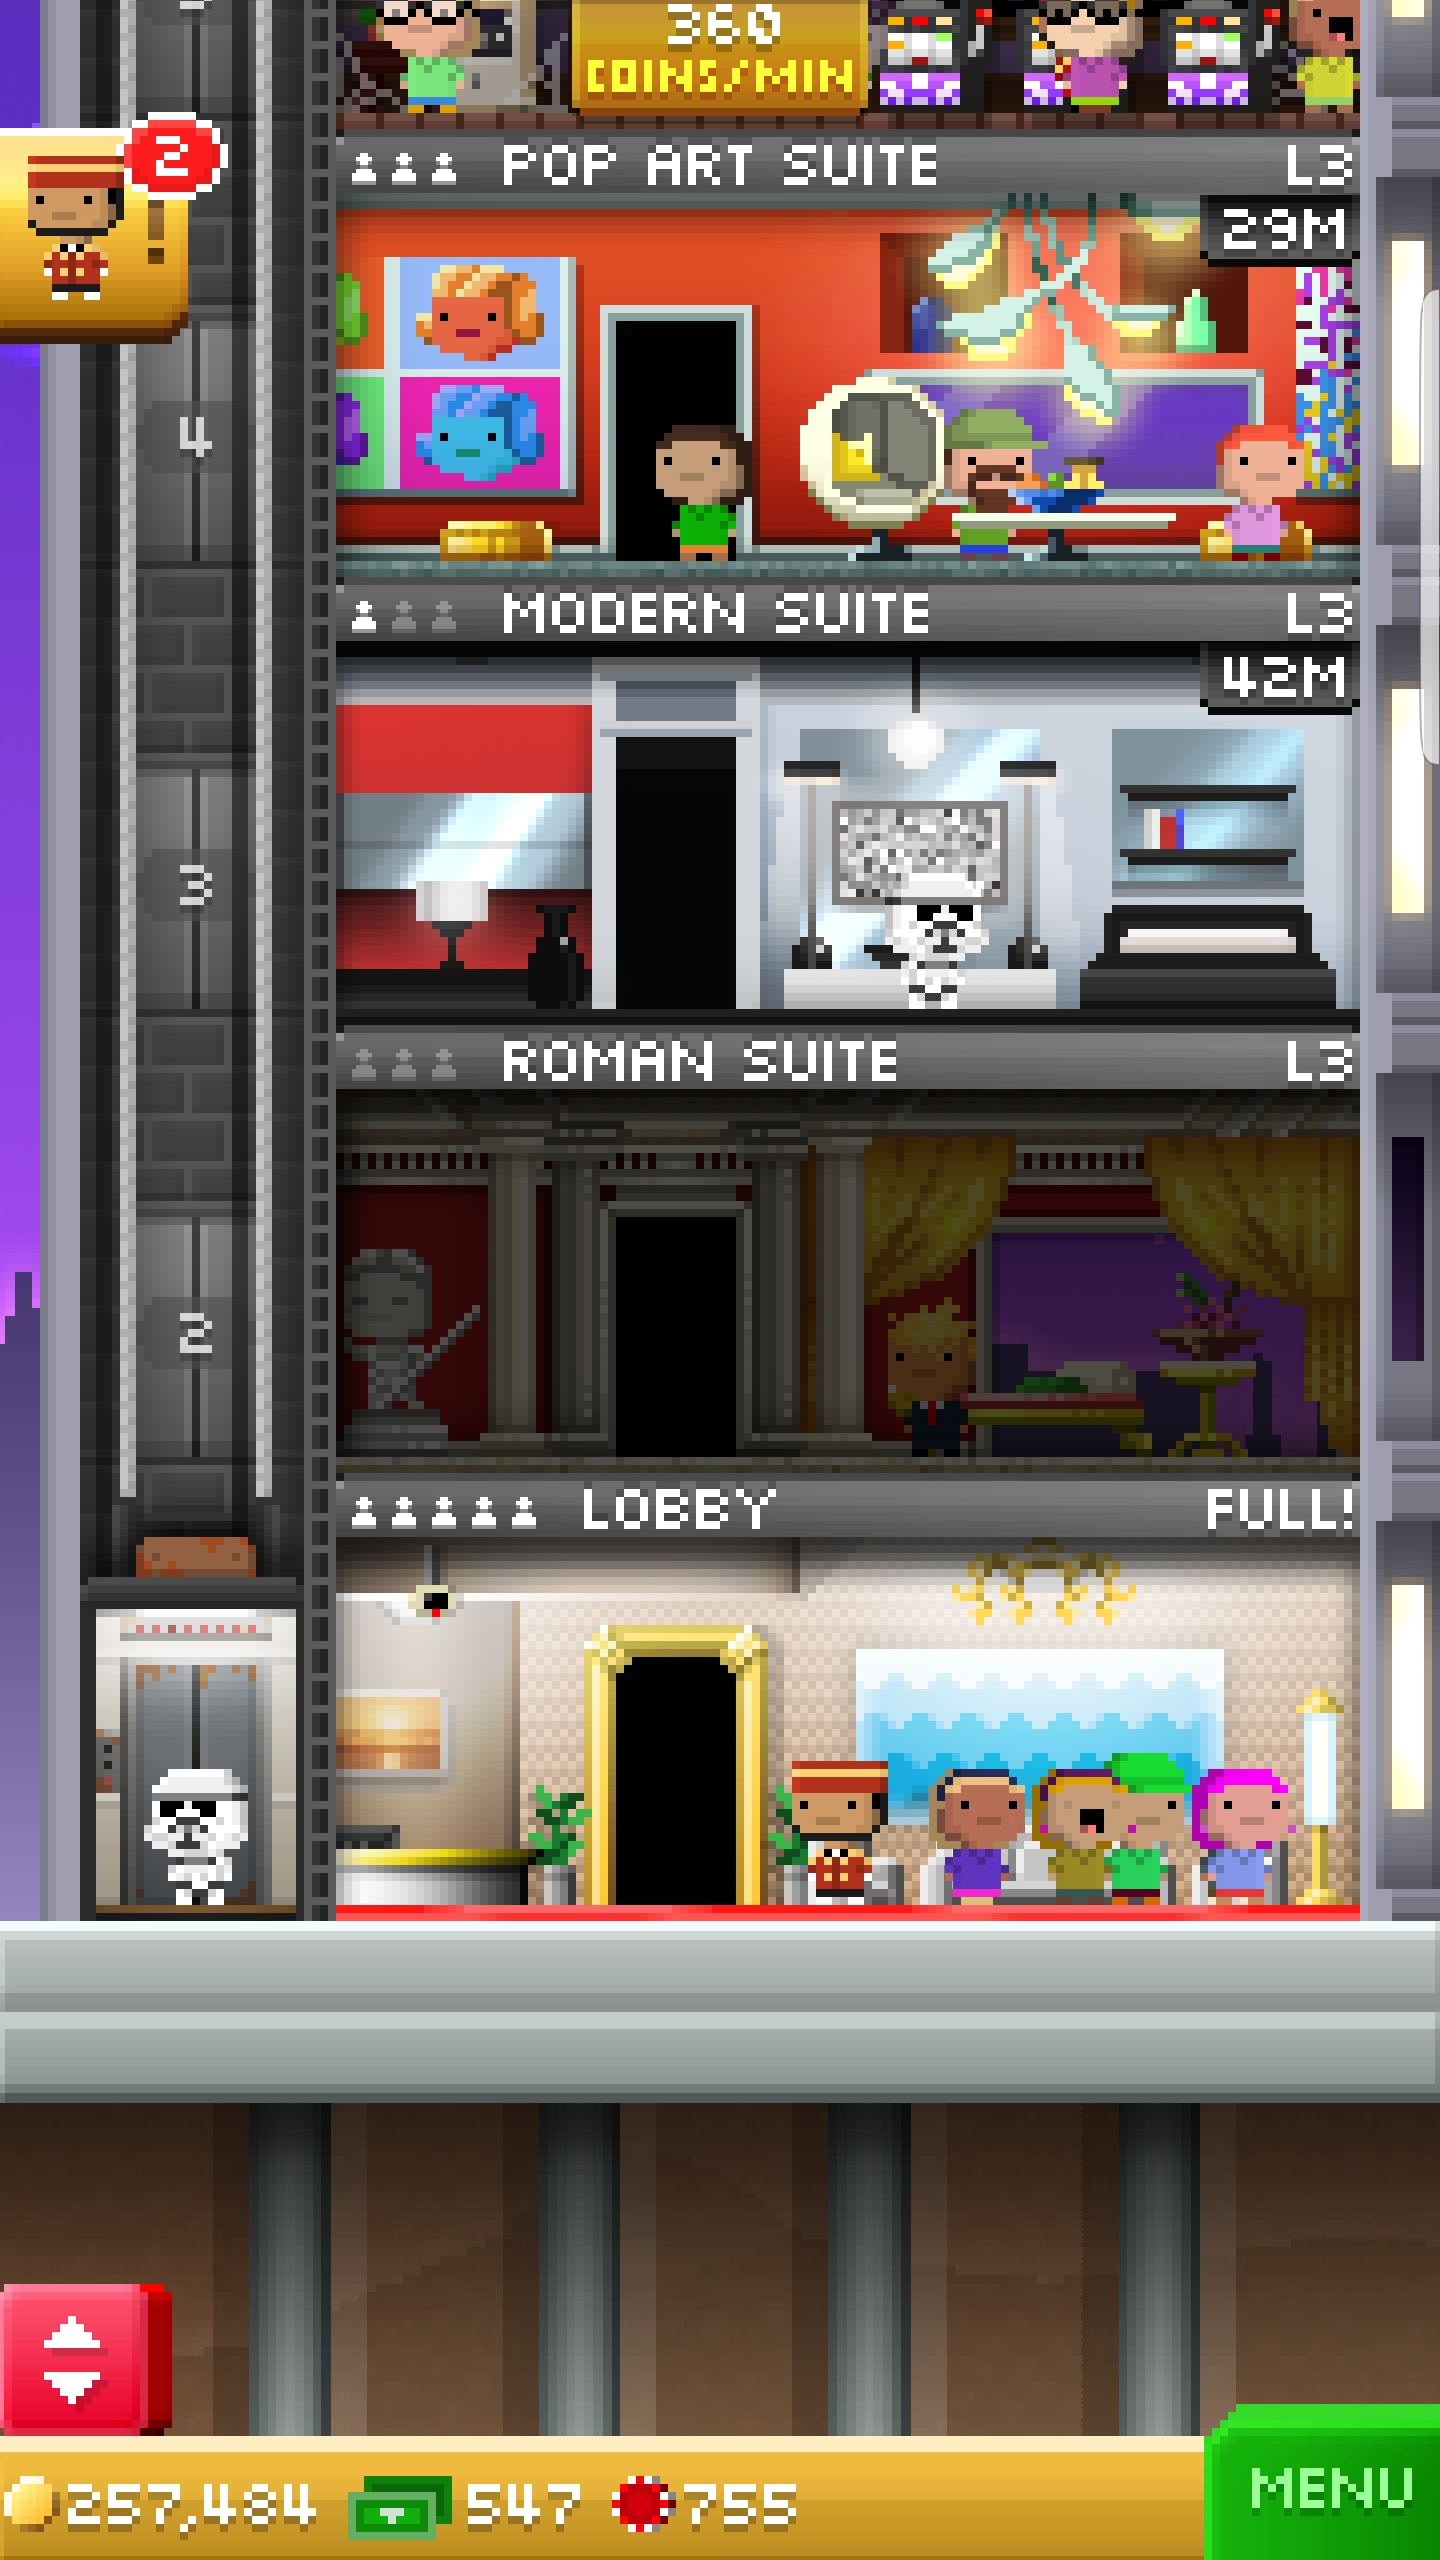 360
COINS/MIN
2
POP ART SUITE L3
29M
4
MODERN SUITE L3
42M
3
ROMAN SUITE L3
2
LOBBY FULL!
257,484 547 755
MENU